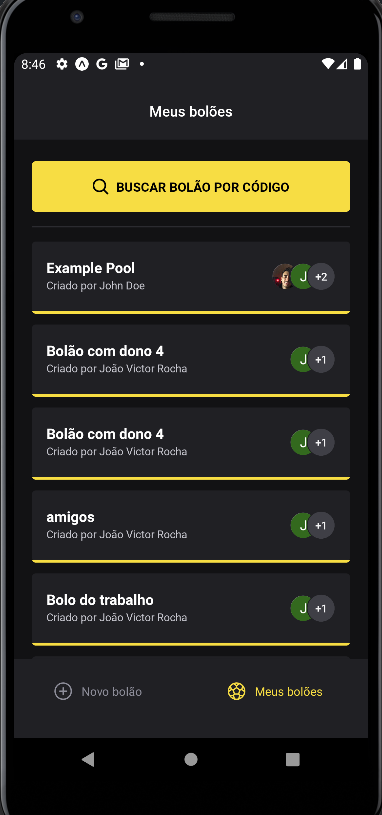 8:46
Meus bolões
BUSCAR BOLÃO POR CÓDIGO
Example Pool
Criado por John Doe
J
+2
Bolão com dono 4
Criado por João Victor Rocha
J
+1
Bolão com dono 4
Criado por João Victor Rocha
J
+1
amigos
Criado por João Victor Rocha
J
+1
Bolo do trabalho
Criado por João Victor Rocha
J
+1
Novo bolão
Meus bolões